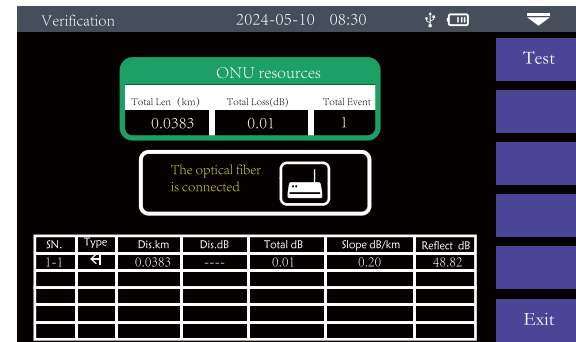 Verification 2024-05-10 08:30
Test
ONU resources
Total Len (km) Total Loss(dB) Total Event
0.0383 0.01 1
The optical fiber
is connected
SN. Type Dis.km Dis.dB Total dB Slope dB/km Reflect dB
1-1 0.0383 ---- 0.01 0.20 48.82
Exit